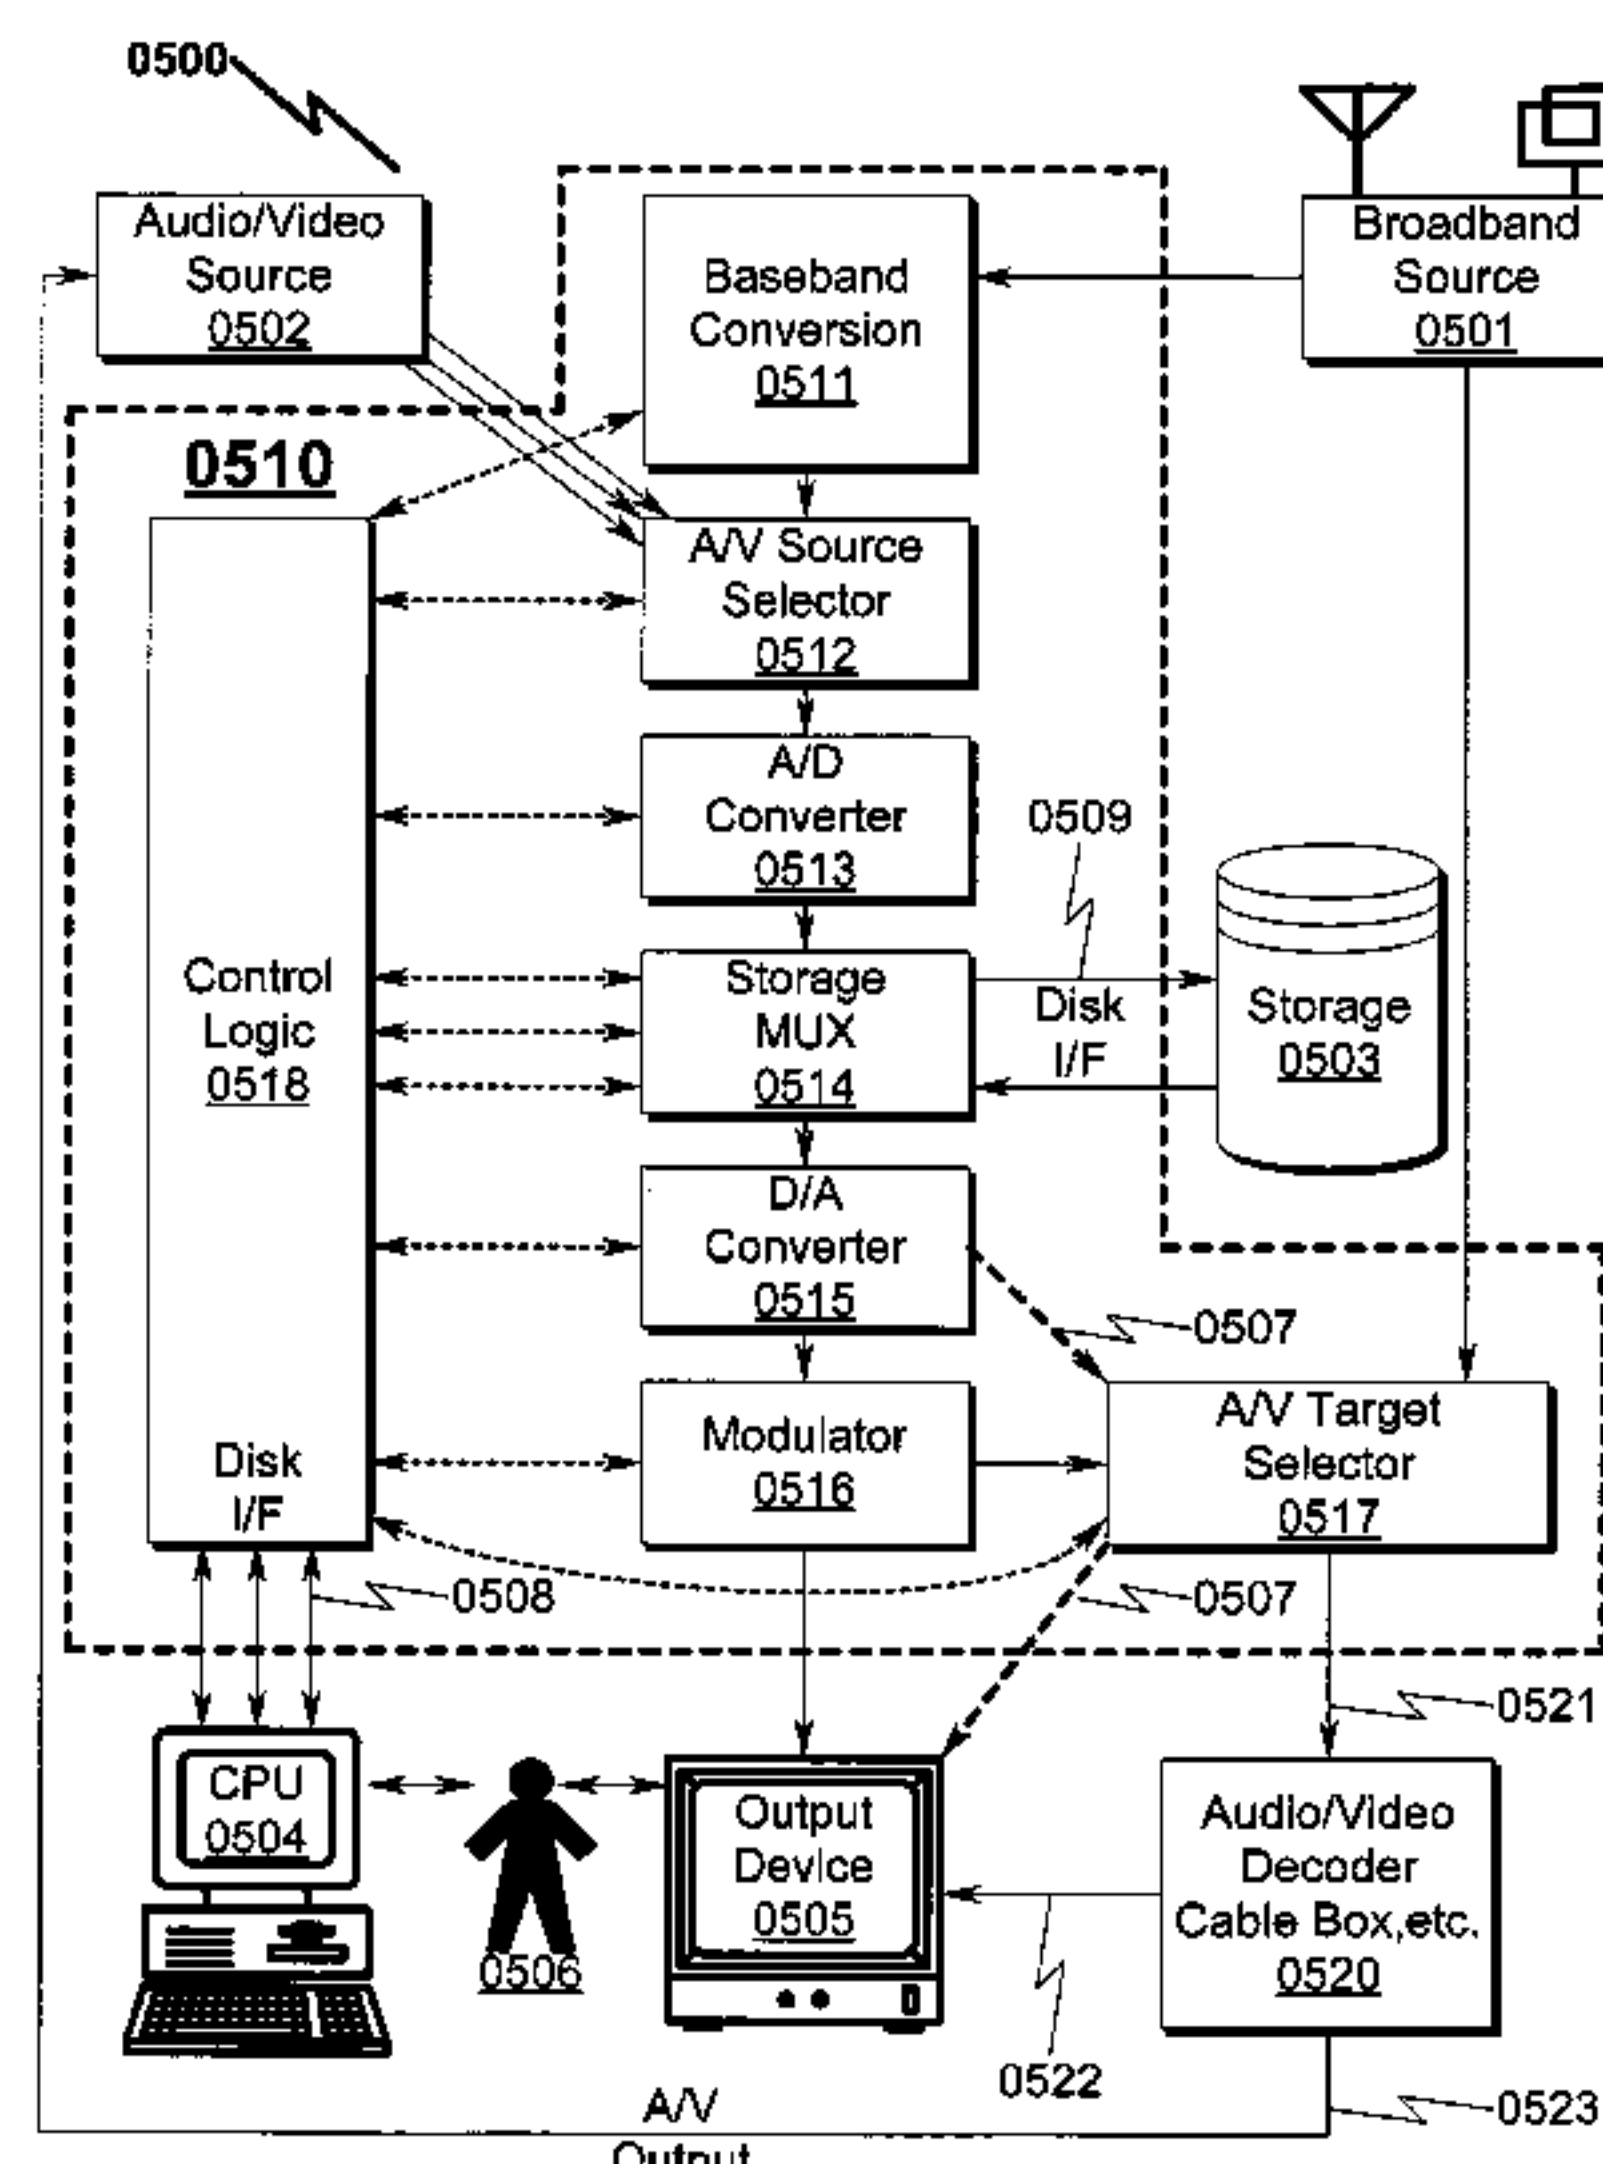 0500
Audio/Video
Source
0502
Baseband
Conversion
0511
Broadband
Source
0501
0510
A/V Source
Selector
0512
A/D
Converter
0513
0509
Control
Logic
0518
Storage
MUX
0514
Disk
I/F
Storage
0503
D/A
Converter
0515
0507
Disk
I/F
Modulator
0516
A/V Target
Selector
0517
0508
0507
0521
CPU
0504
0506
Output
Device
0505
Audio/Video
Decoder
Cable Box,etc.
0520
0522
0523
A/V
Output